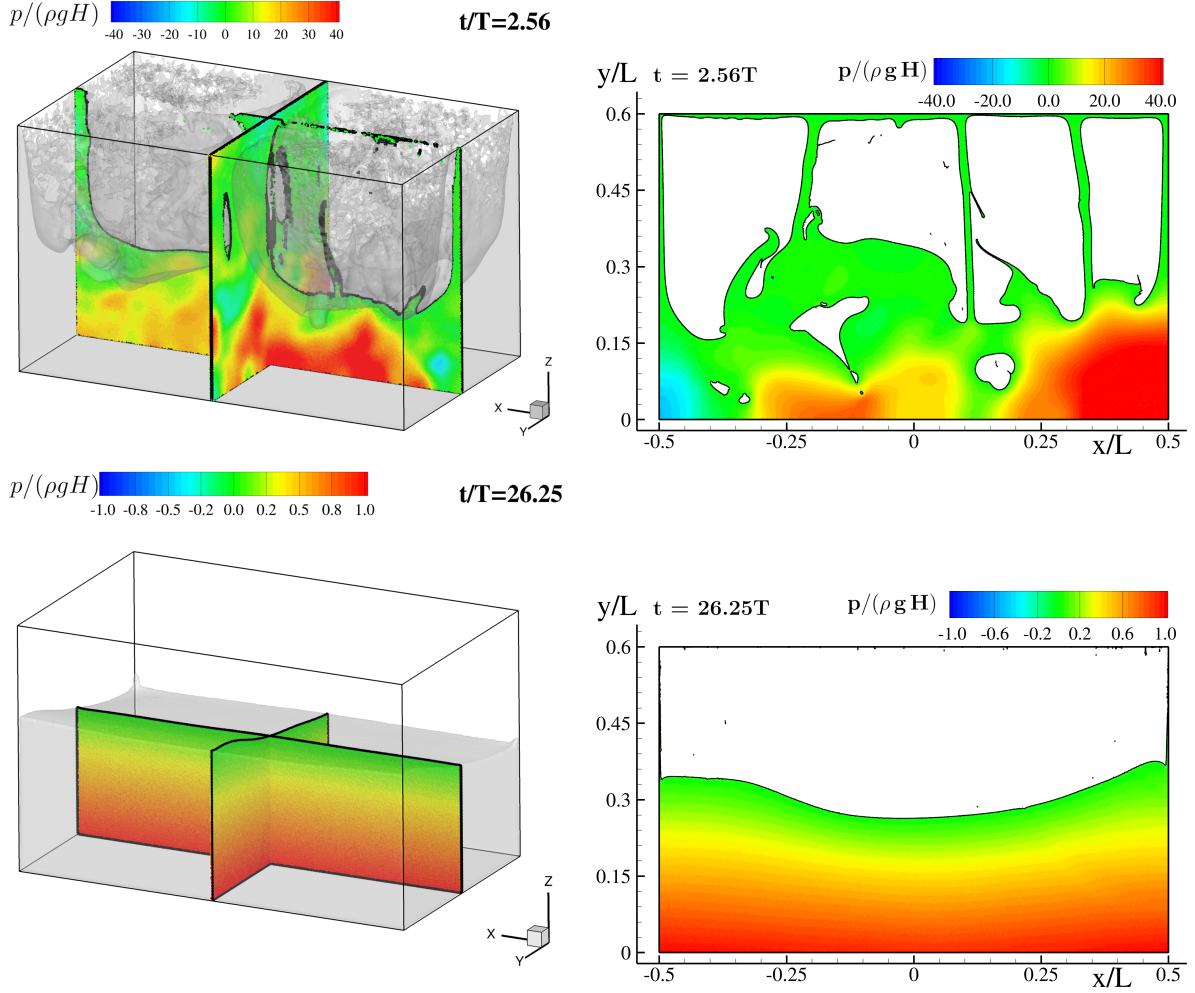 p/(ρgH)
-40 -30 -20 -10 0 10 20 30 40
t/T=2.56
Z
X
Y
y/L t = 2.56T p/(ρ g H)
-40.0 -20.0 0.0 20.0 40.0
0.6
0.45
0.3
0.15
0
-0.5 -0.25 0 0.25 x/L 0.5
p/(ρgH)
-1.0 -0.8 -0.5 -0.2 0.0 0.2 0.5 0.8 1.0
t/T=26.25
Z
X
Y
y/L t = 26.25T p/(ρ g H)
-1.0 -0.6 -0.2 0.2 0.6 1.0
0.6
0.45
0.3
0.15
0
-0.5 -0.25 0 0.25 x/L 0.5